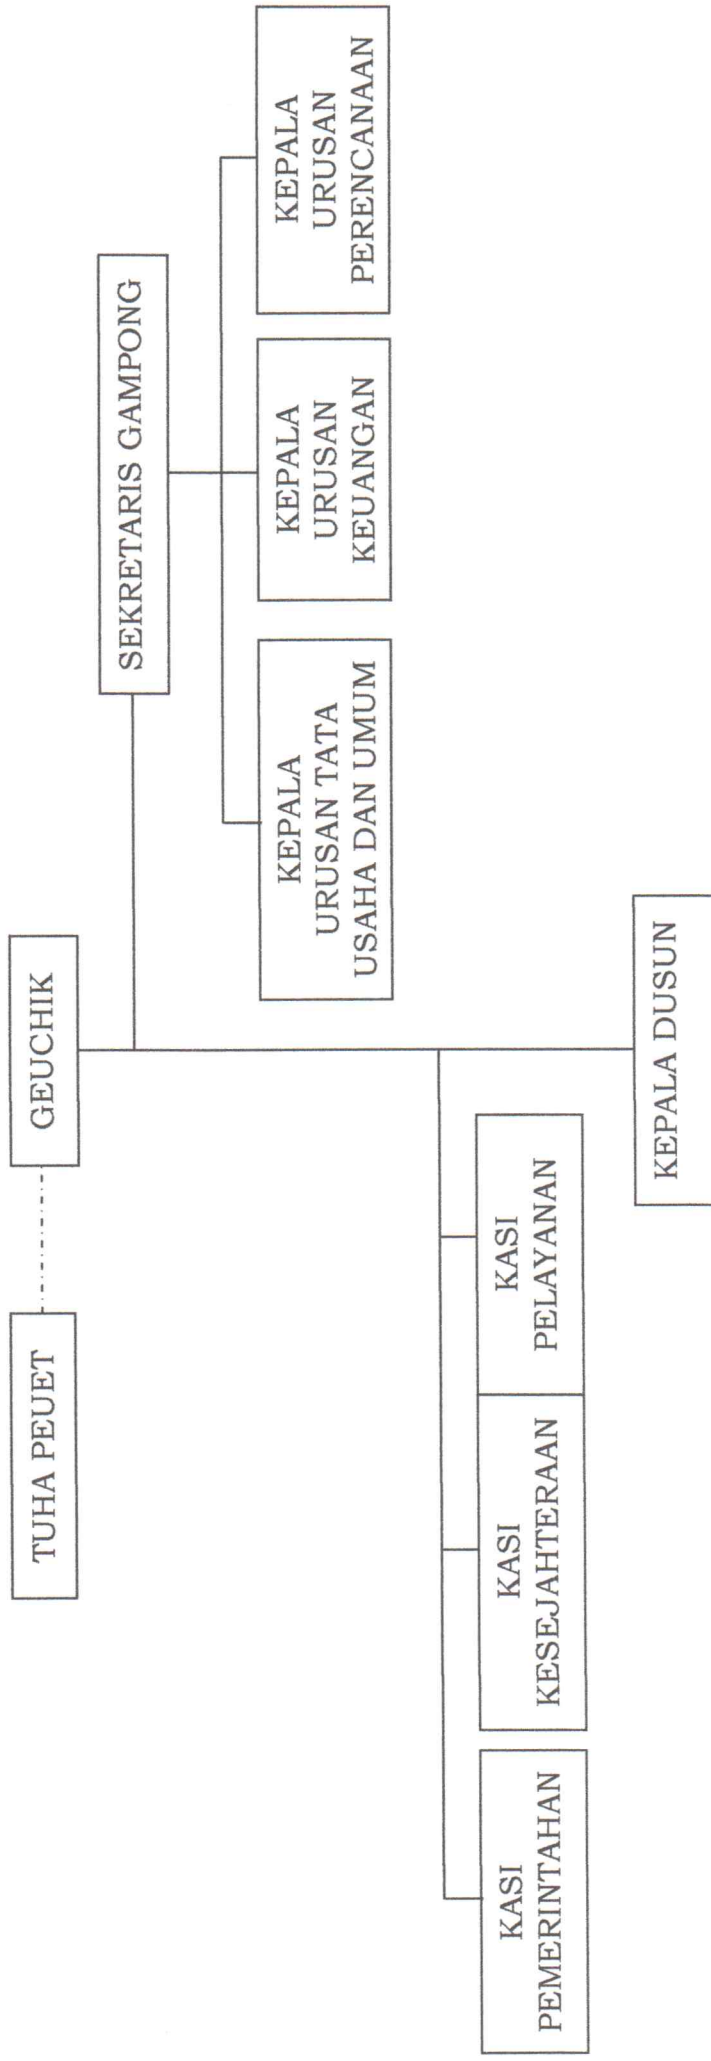 TUHA PEUET
GEUCHIK
SEKRETARIS GAMPONG
KEPALA
URUSAN TATA
USAHA DAN UMUM
KEPALA
URUSAN
KEUANGAN
KEPALA
URUSAN
PERENCANAAN
KASI
PEMERINTAHAN
KASI
KESEJAHTERAAN
KASI
PELAYANAN
KEPALA DUSUN